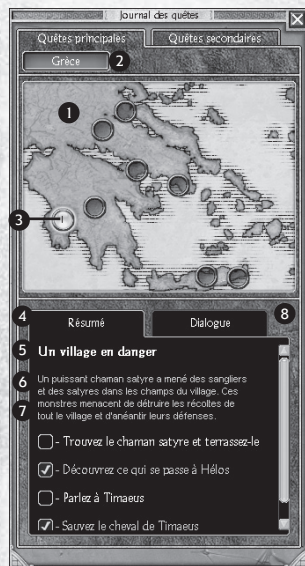 Journal des quêtes
Quêtes principales
Quêtes secondaires
Grèce
2
1
3
1
4
8
Résumé
Dialogue
5
Un village en danger
6
Un puissant chaman satyre a mené des sangliers
et des satyres dans les champs du village. Ces
7
monstres menacent de détruire les récoltes de
tout le village et d'anéantir leurs défenses.
- Trouvez le chaman satyre et terrassez-le
- Découvrez ce qui se passe à Hélos
- Parlez à Timaeus
- Sauvez le cheval de Timaeus